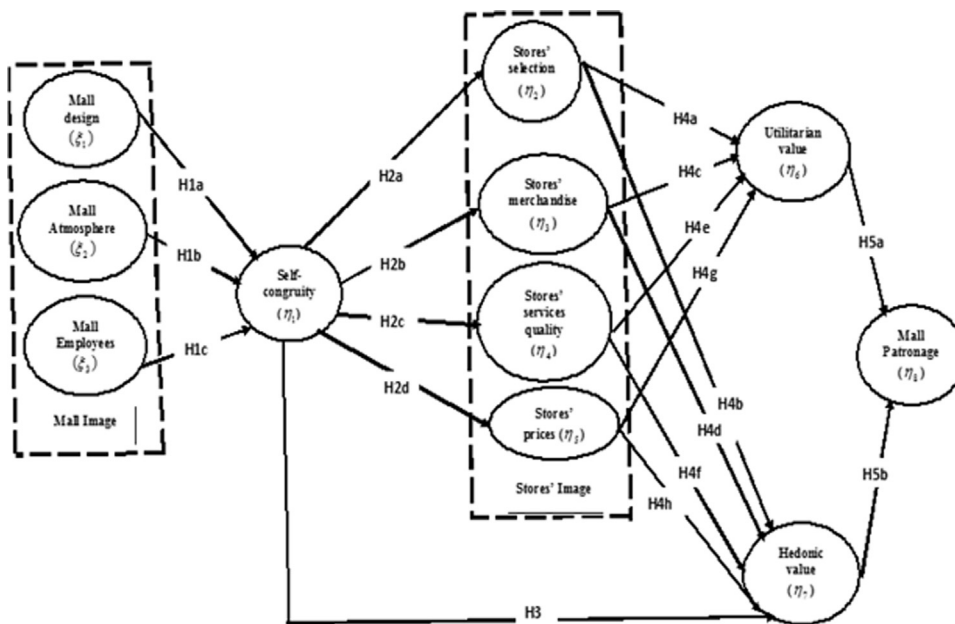 Mall
design
(ξ₁)
Mall
Atmosphere
(ξ₂)
Mall
Employees
(ξ₃)
Mall Image
H1a
H1b
H1c
Self-
congruity
(η₁)
H2a
H2b
H2c
H2d
H3
Stores'
selection
(η₂)
Stores'
merchandise
(η₃)
Stores'
services
quality
(η₄)
Stores'
prices (η₅)
Stores' Image
H4a
H4c
H4e
H4g
H4b
H4d
H4f
H4h
Utilitarian
value
(η₆)
Hedonic
value
(η₇)
H5a
H5b
Mall
Patronage
(η₈)